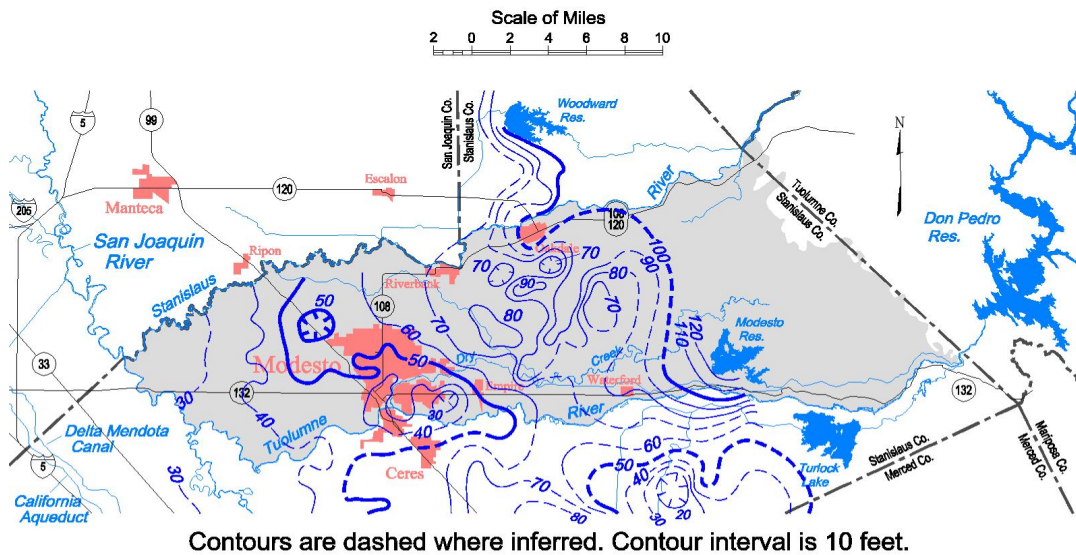 Scale of Miles
2 0 2 4 6 8 10
Woodward
Res.
San Joaquin Co.
Stanislaus Co.
N
5
99
Escalon
120
Manteca
205
River
108
120
Tuolumne Co.
Stanislaus Co.
Don Pedro
Res.
San Joaquin
River
Ripon
Stanislaus
Riverbank
Oakdale
70
70
90
80
80
70
100
90
50
108
60
70
80
120
110
Modesto
Res.
Modesto
50
Dry
Creek
33
30
132
40
30
40
Empire
Waterford
River
132
Tuolumne
Delta Mendota
Canal
Ceres
30
60
50
40
70
80
30
20
Turlock
Lake
Stanislaus Co.
Merced Co.
Mariposa Co.
Merced Co.
5
California
Aqueduct
Contours are dashed where inferred. Contour interval is 10 feet.